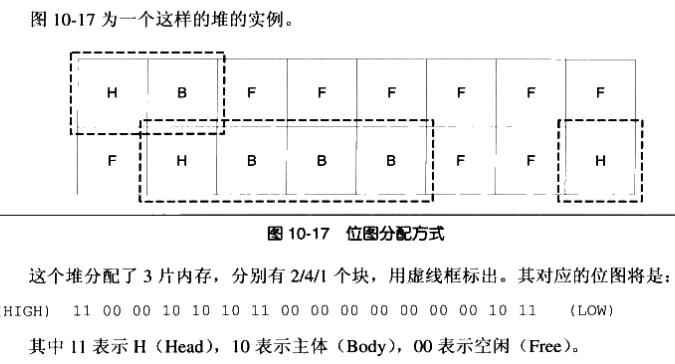 图 10-17 为一个这样的堆的实例。
H B F F F F F F
F H B B B F F H
图 10-17 位图分配方式
这个堆分配了 3 片内存，分别有 2/4/1 个块，用虚线框标出。其对应的位图将是：
HIGH) 11 00 00 10 10 10 11 00 00 00 00 00 00 00 10 11 (LOW)
其中 11 表示 H（Head），10 表示主体（Body），00 表示空闲（Free）。